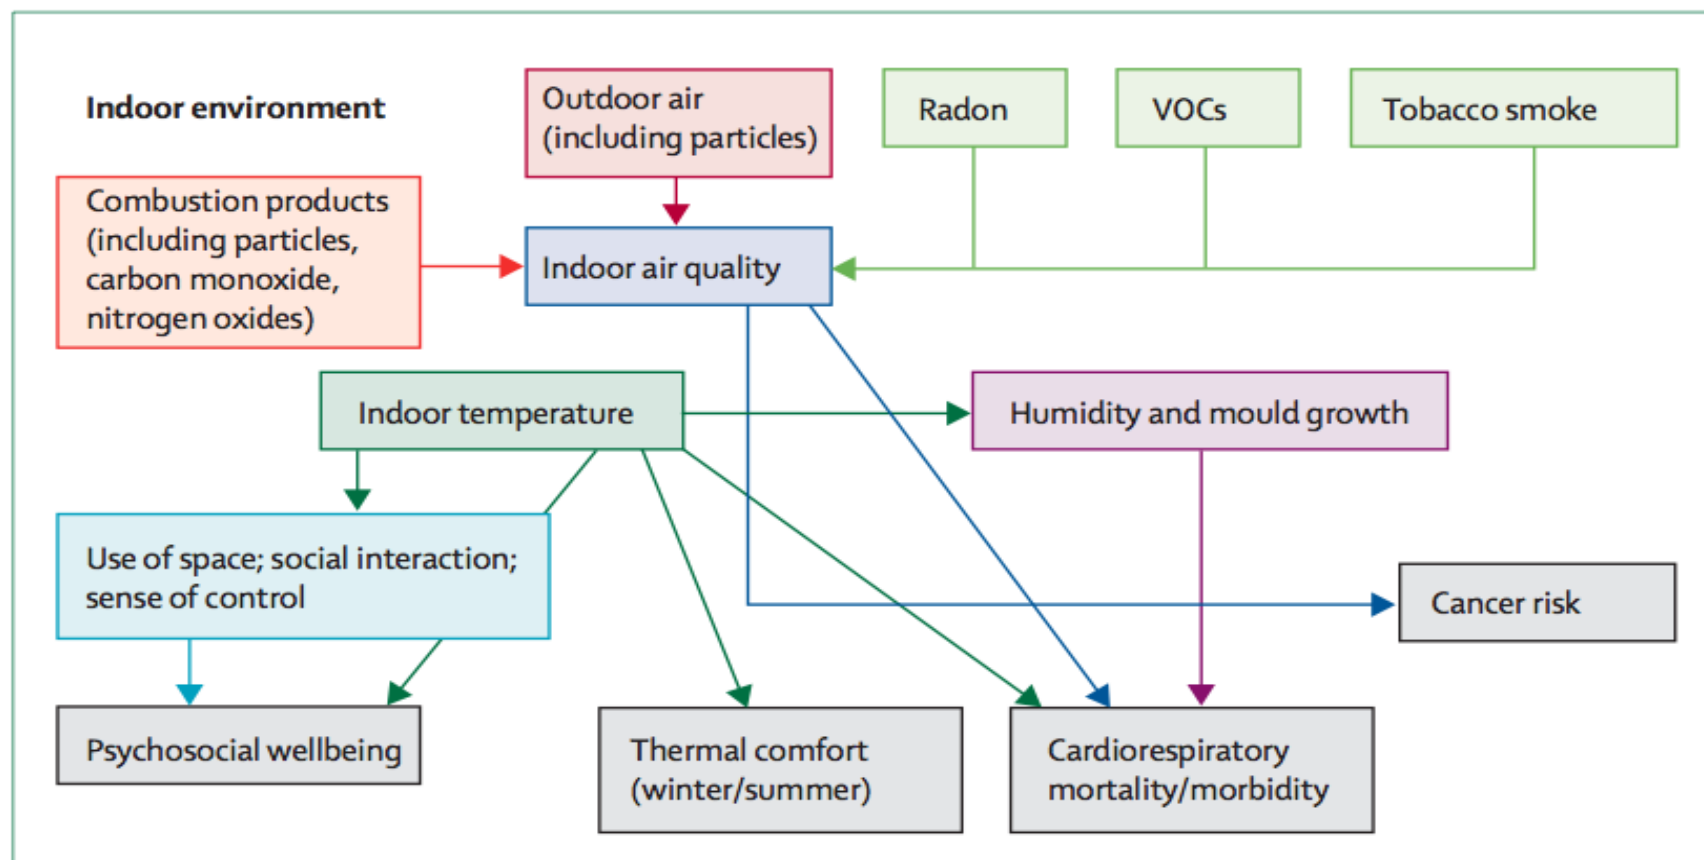 Indoor environment
Outdoor air
(including particles)
Radon
VOCs
Tobacco smoke
Combustion products
(including particles,
carbon monoxide,
nitrogen oxides)
Indoor air quality
Indoor temperature
Humidity and mould growth
Use of space; social interaction;
sense of control
Cancer risk
Psychosocial wellbeing
Thermal comfort
(winter/summer)
Cardiorespiratory
mortality/morbidity